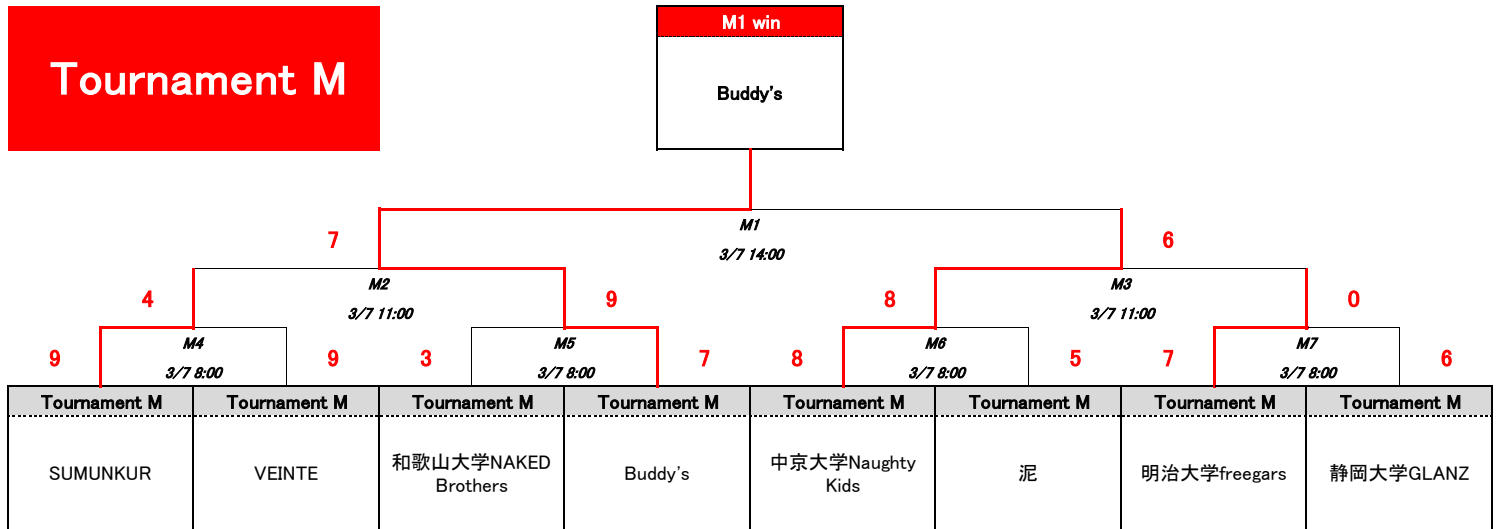 Tournament M
M1 win
Buddy's
M1
7
6
3/7 14:00
M2
M3
4
9
8
0
3/7 11:00
3/7 11:00
M4
M5
M6
M7
9
9
3
7
8
5
7
6
3/7 8:00
3/7 8:00
3/7 8:00
3/7 8:00
Tournament M
Tournament M
Tournament M
Tournament M
Tournament M
Tournament M
Tournament M
Tournament M
SUMUNKUR
VEINTE
和歌山大学NAKED
Brothers
Buddy's
中京大学Naughty
Kids
泥
明治大学freegars
静岡大学GLANZ